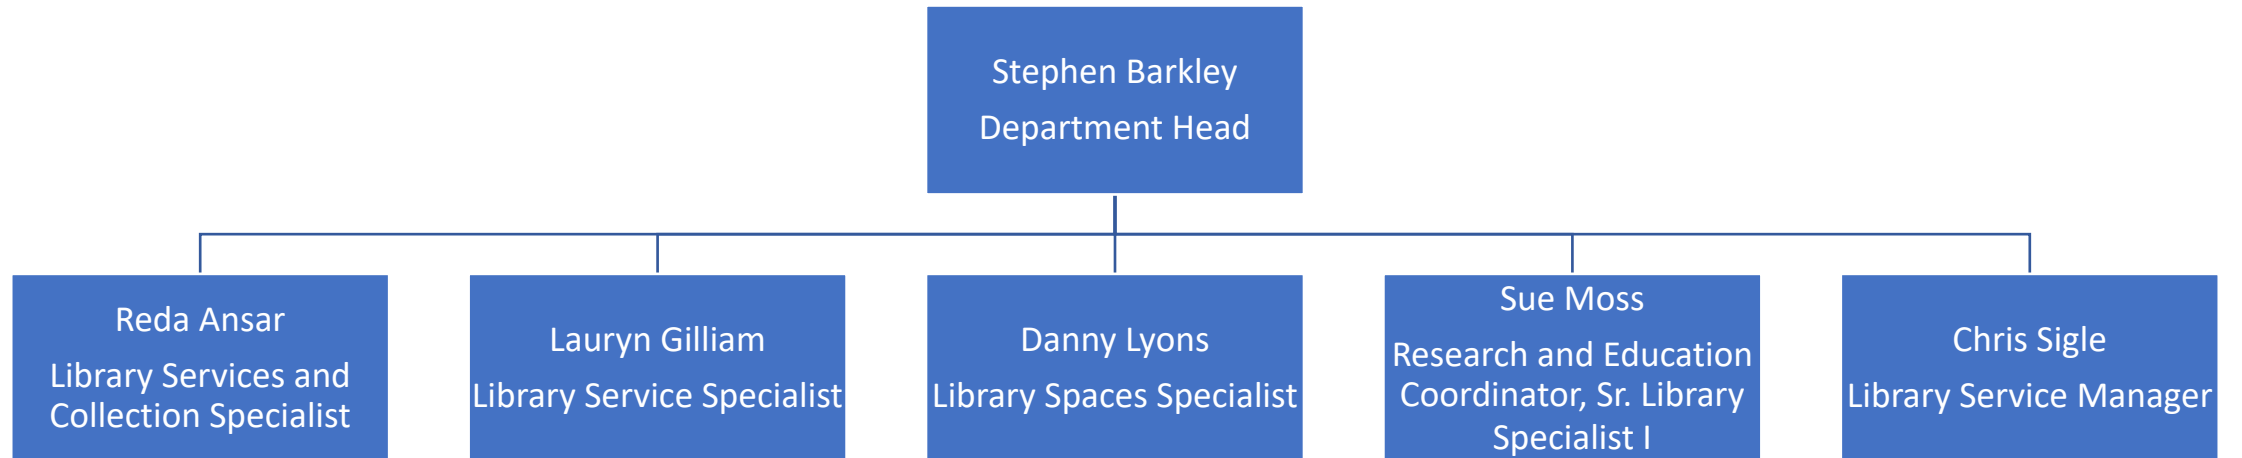 Stephen Barkley
Department Head
Reda Ansar
Library Services and
Collection Specialist
Lauryn Gilliam
Library Service Specialist
Danny Lyons
Library Spaces Specialist
Sue Moss
Research and Education
Coordinator, Sr. Library
Specialist I
Chris Sigle
Library Service Manager